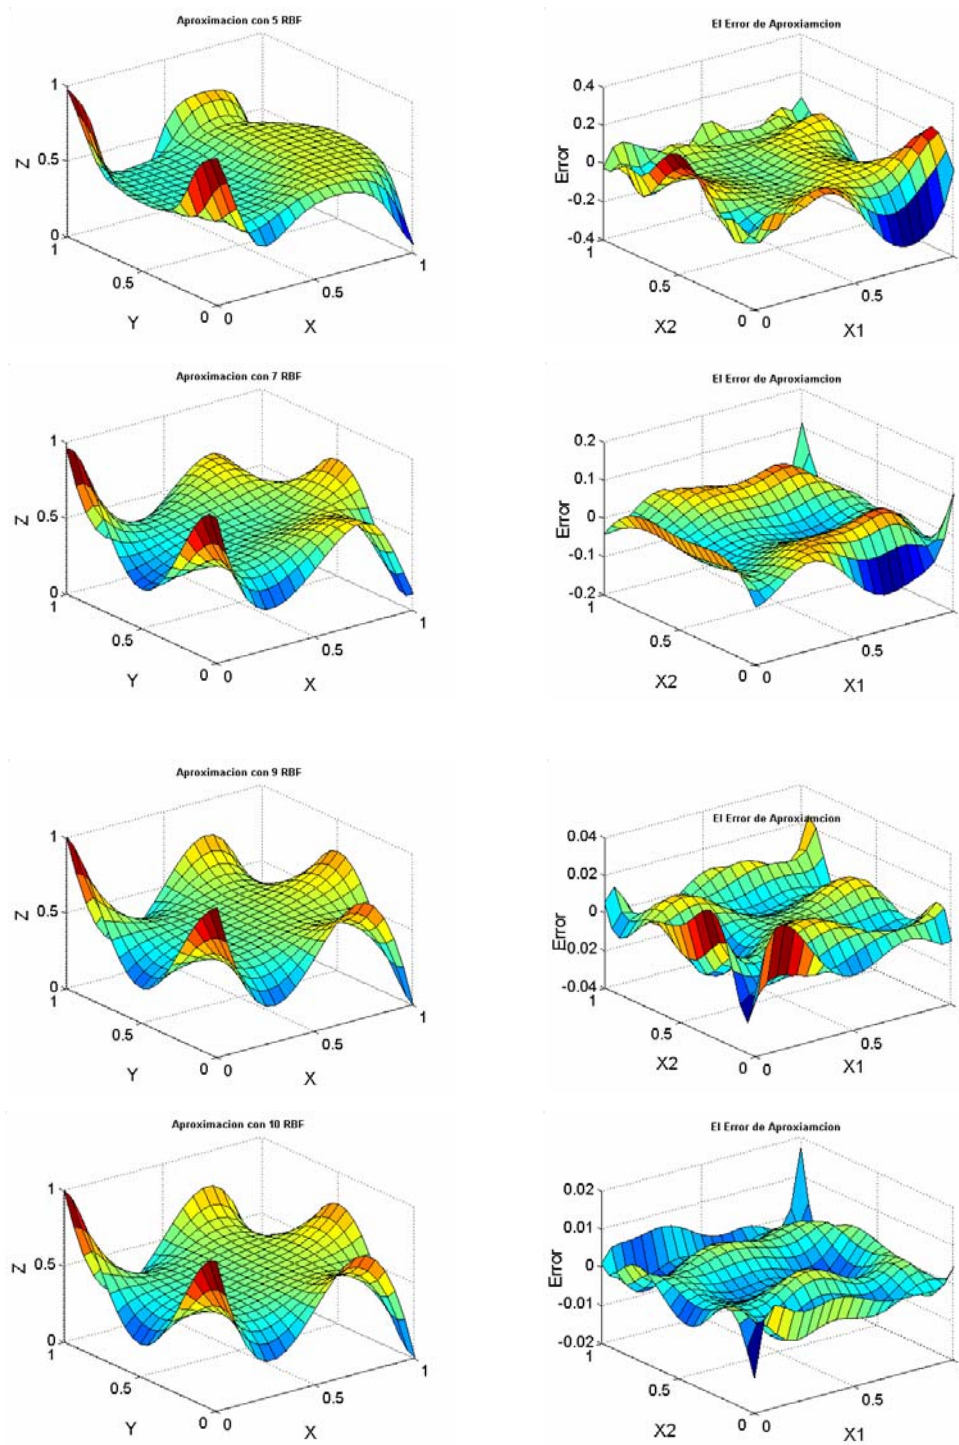 Aproximacion con 5 RBF
El Error de Aproxiamcion
1
0.5
0
Z
1
0.5
0
Y
0
0.5
1
X
0.4
0.2
0
-0.2
-0.4
Error
1
0.5
0
X2
0
0.5
X1
Aproximacion con 7 RBF
El Error de Aproxiamcion
1
0.5
0
Z
1
0.5
0
Y
0
0.5
1
X
0.2
0.1
0
-0.1
-0.2
Error
1
0.5
0
X2
0
0.5
X1
Aproximacion con 9 RBF
El Error de Aproxiamcion
1
0.5
0
Z
1
0.5
0
Y
0
0.5
1
X
0.04
0.02
0
-0.02
-0.04
Error
1
0.5
0
X2
0
0.5
X1
Aproximacion con 10 RBF
El Error de Aproxiamcion
1
0.5
0
Z
1
0.5
0
Y
0
0.5
1
X
0.02
0.01
0
-0.01
-0.02
Error
1
0.5
0
X2
0
0.5
X1